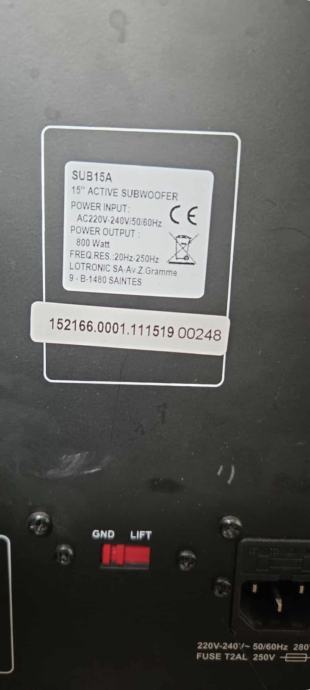 SUB15A
15" ACTIVE SUBWOOFER
POWER INPUT:
AC220V-240V/50/60Hz
POWER OUTPUT :
800 Watt
FREQ.RES.:20Hz-250Hz
LOTRONIC SA-Av.Z.Gramme
9 - B-1480 SAINTES
CE
152166.0001.111519 00248
GND LIFT
220V-240V~ 50/60Hz 280
FUSE T2AL 250V